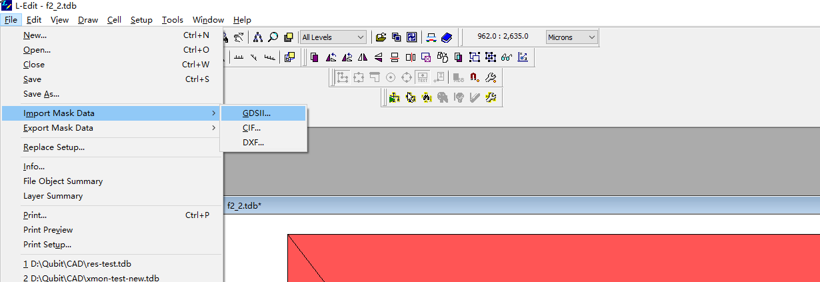 L-Edit - f2_2.tdb
File Edit View Draw Cell Setup Tools Window Help
All Levels 962.0 : 2,635.0 Microns
New... Ctrl+N
Open... Ctrl+O
Close Ctrl+W
Save Ctrl+S
Save As...
Import Mask Data >
Export Mask Data >
GDSII...
CIF...
DXF...
Replace Setup...
Info...
File Object Summary
Layer Summary
Print... Ctrl+P
Print Preview
Print Setup...
1 D:\Qubit\CAD\res-test.tdb
2 D:\Qubit\CAD\xmon-test-new.tdb
f2_2.tdb*